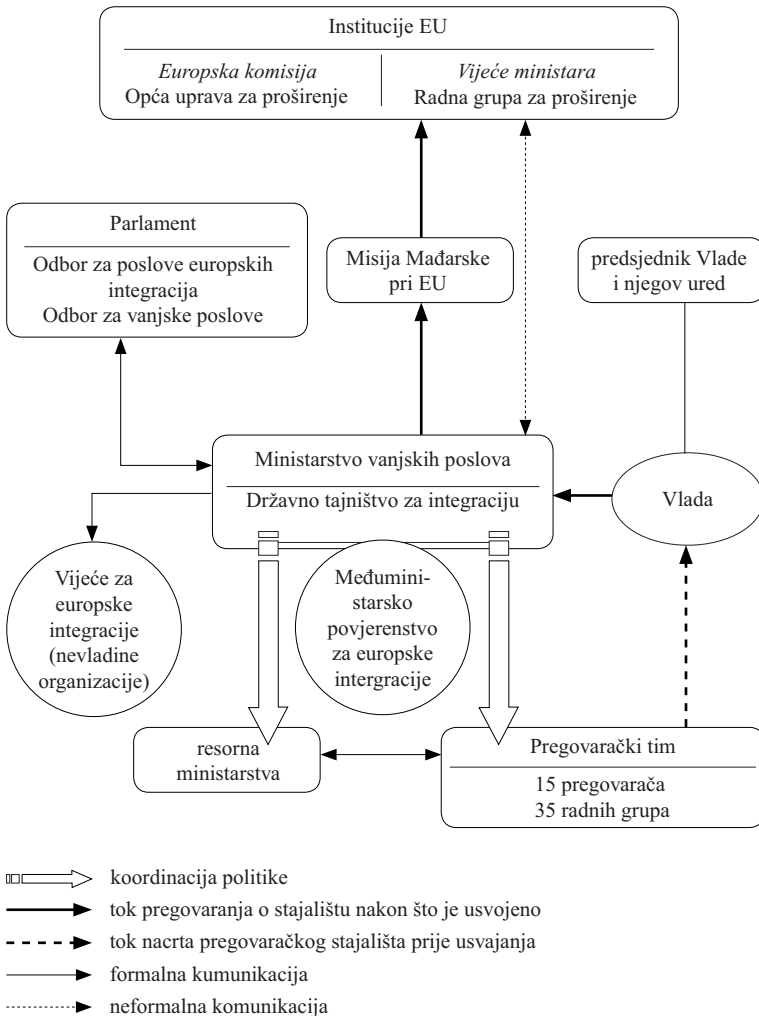 Institucije EU
Europska komisija
Opća uprava za proširenje
Vijeće ministara
Radna grupa za proširenje
Parlament
Odbor za poslove europskih
integracija
Odbor za vanjske poslove
Misija Mađarske
pri EU
predsjednik Vlade
i njegov ured
Ministarstvo vanjskih poslova
Državno tajništvo za integraciju
Vlada
Vijeće za
europske
integracije
(nevladine
organizacije)
Međumini-
starsko
povjerenstvo
za europske
intergracije
resorna
ministarstva
Pregovarački tim
15 pregovarača
35 radnih grupa
koordinacija politike
tok pregovaranja o stajalištu nakon što je usvojeno
tok nacrta pregovaračkog stajališta prije usvajanja
formalna kumunikacija
neformalna komunikacija